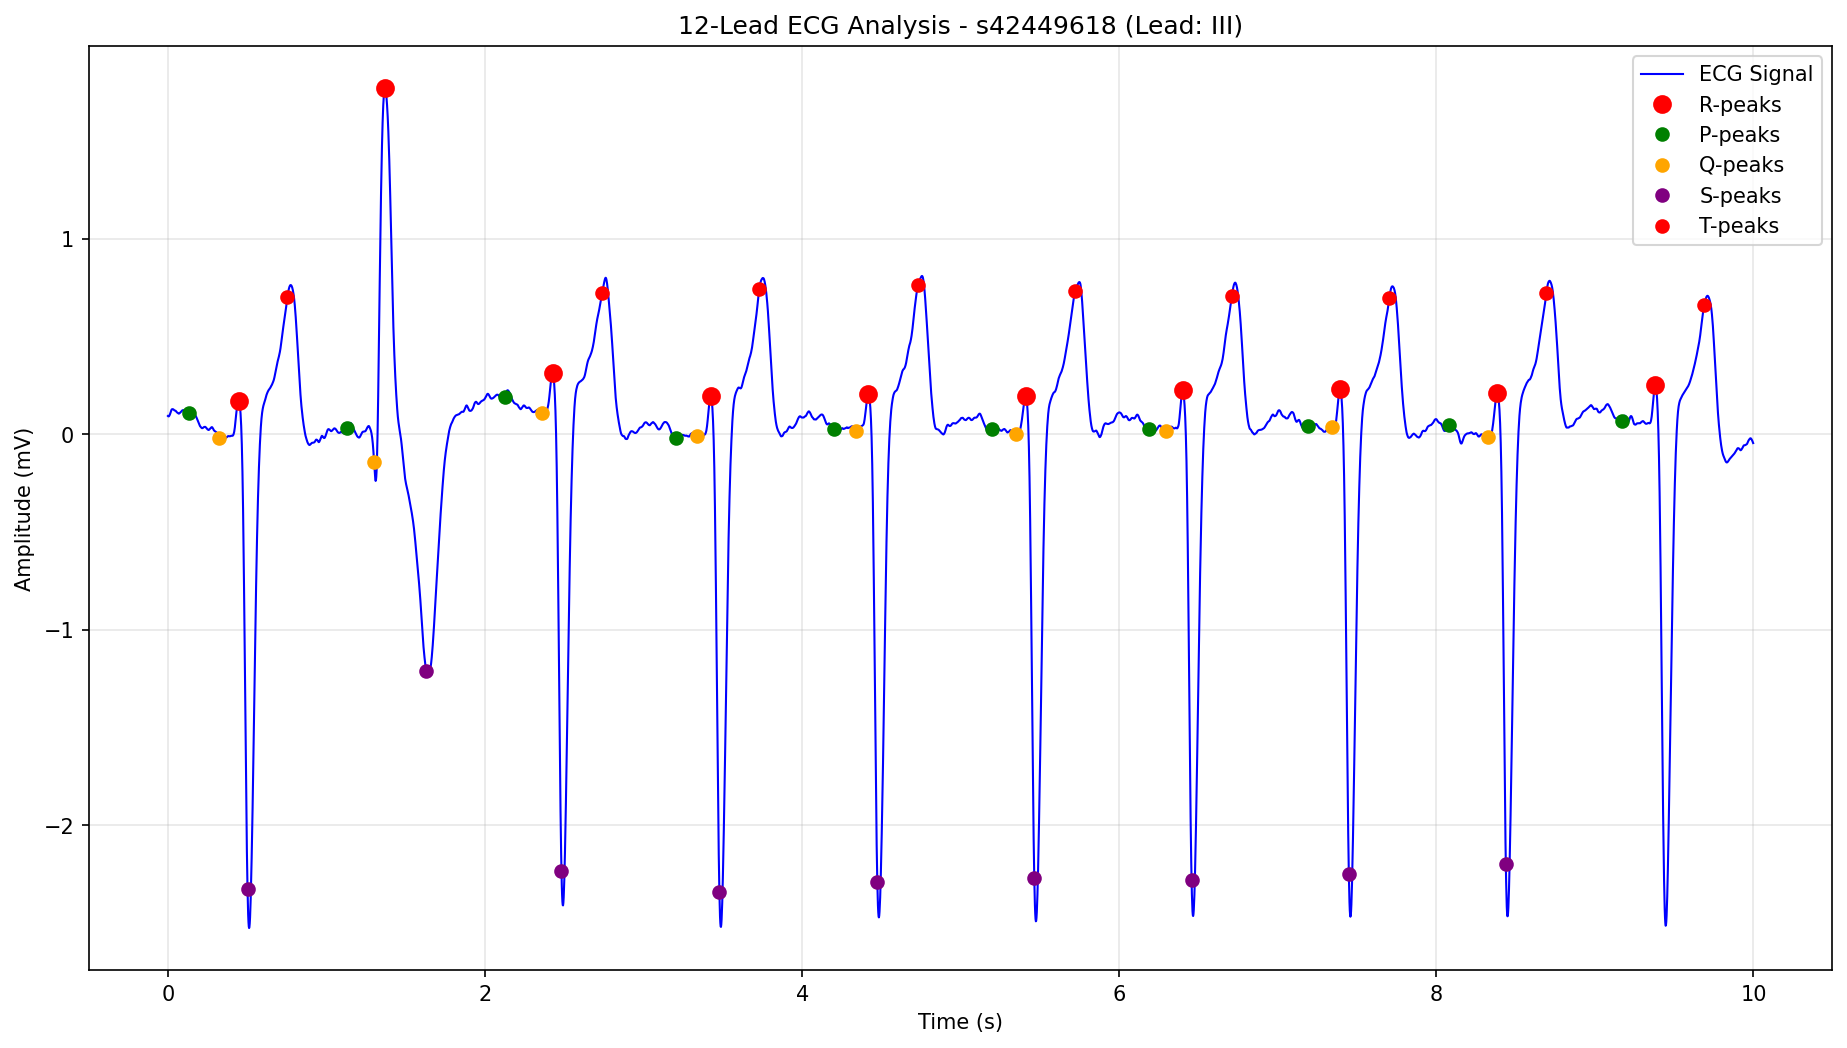 12-Lead ECG Analysis - s42449618 (Lead: III)
ECG Signal
R-peaks
P-peaks
Q-peaks
S-peaks
T-peaks
Amplitude (mV)
1
0
−1
−2
0
2
4
6
8
10
Time (s)